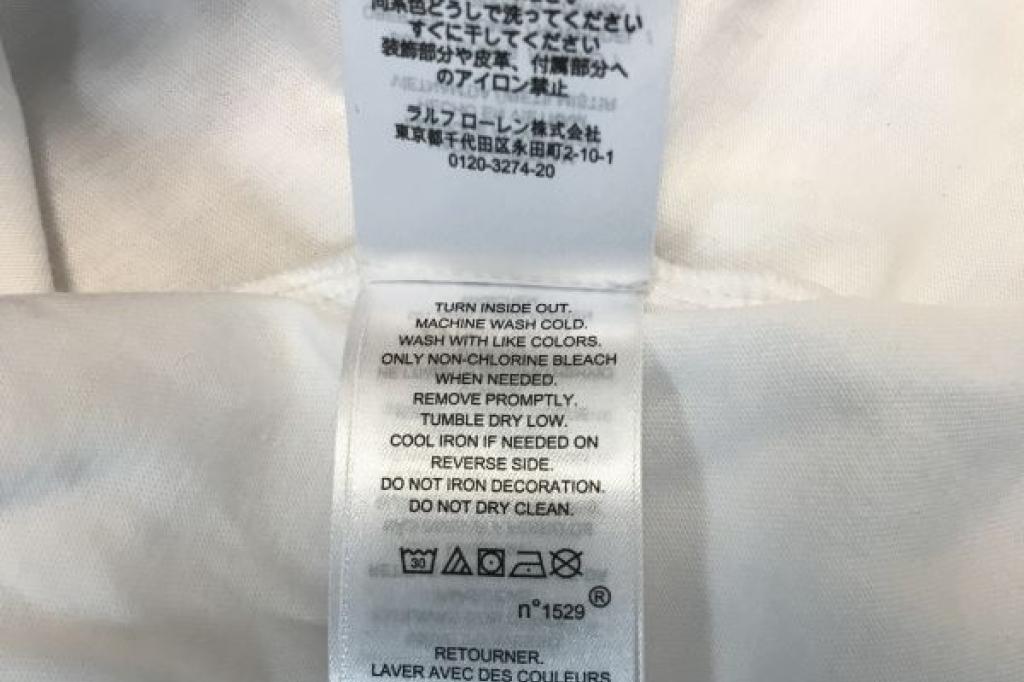 同系色どうしで洗ってください
すぐに干してください
装飾部分や皮革、付属部分へ
のアイロン禁止
ラルフ ローレン株式会社
東京都千代田区永田町2-10-1
0120-3274-20
TURN INSIDE OUT.
MACHINE WASH COLD.
WASH WITH LIKE COLORS.
ONLY NON-CHLORINE BLEACH
WHEN NEEDED.
REMOVE PROMPTLY.
TUMBLE DRY LOW.
COOL IRON IF NEEDED ON
REVERSE SIDE.
DO NOT IRON DECORATION.
DO NOT DRY CLEAN.
30
n°1529®
RETOURNER.
LAVER AVEC DES COULEURS